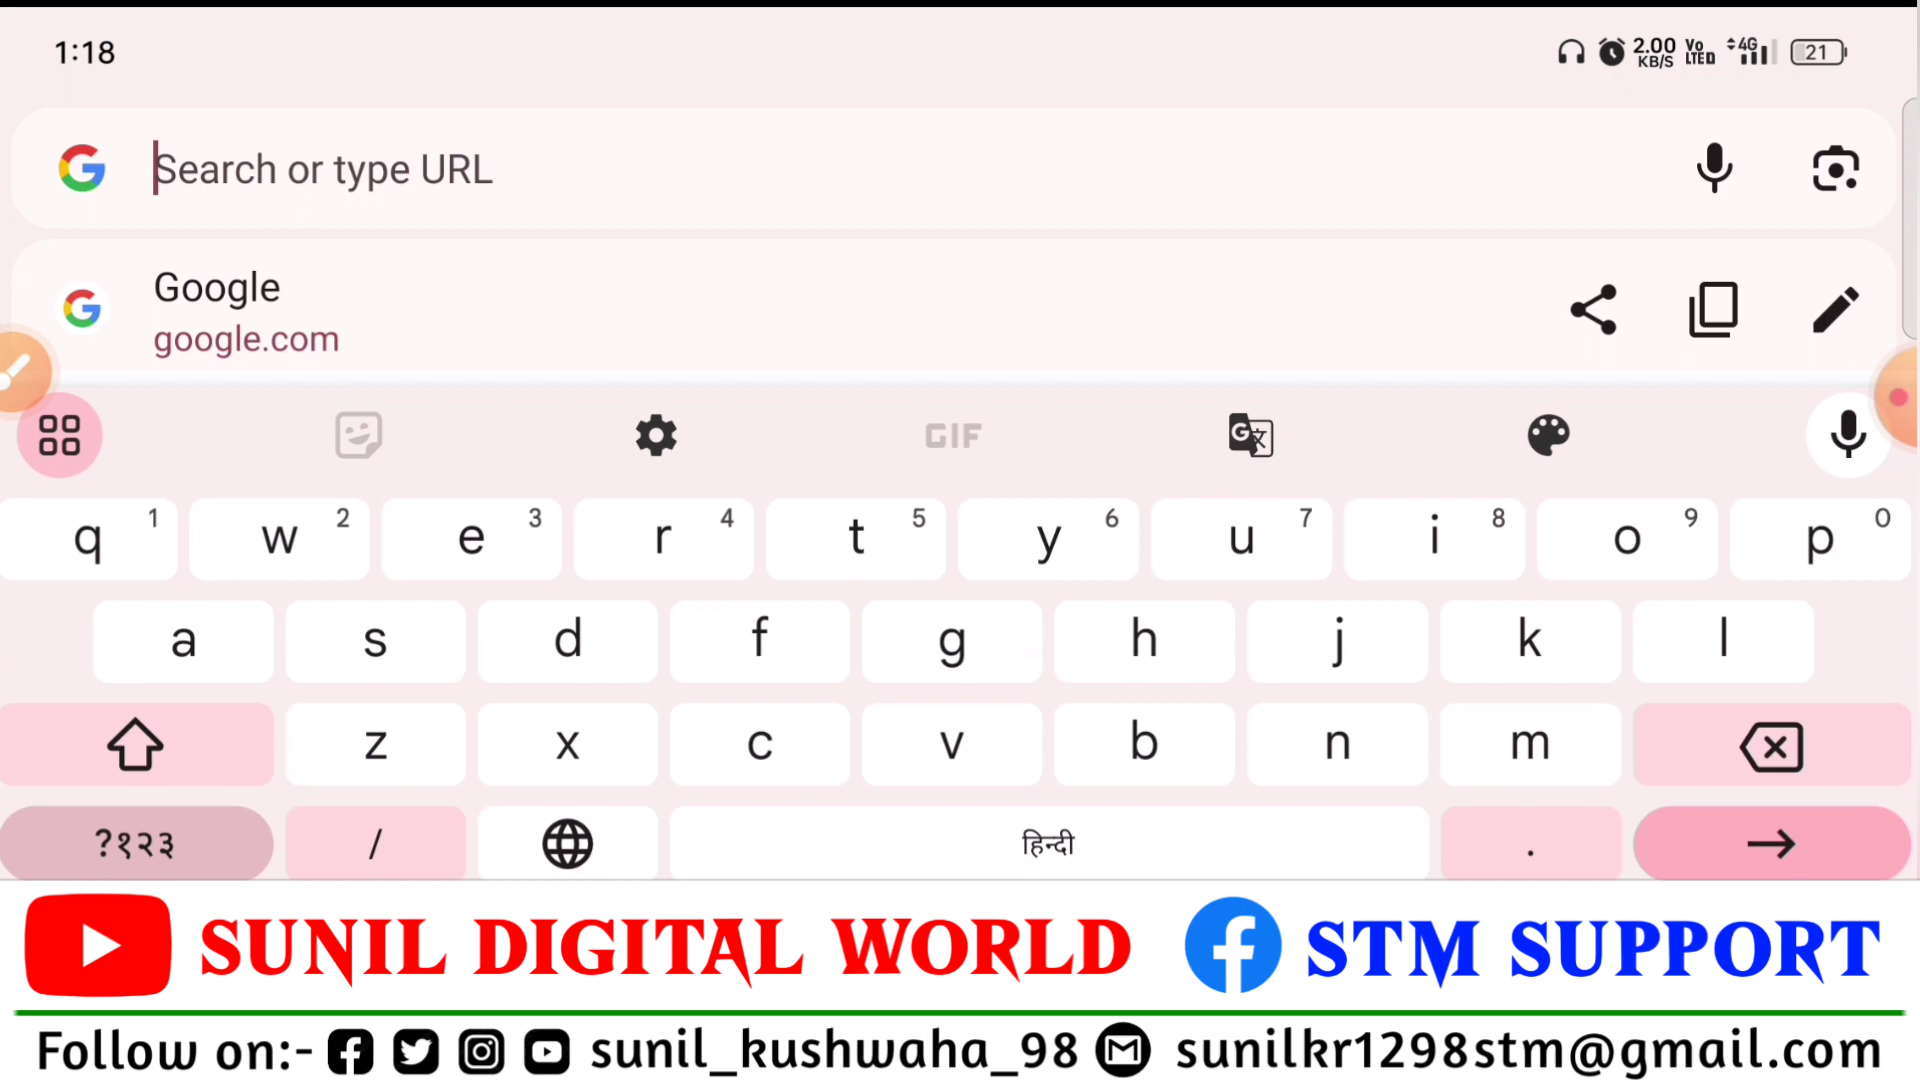 1:18 2.00 KB/S Vo LTED 4G 21
Search or type URL
Google
google.com
GIF G
q 1 w 2 e 3 r 4 t 5 y 6 u 7 i 8 o 9 p 0
a s d f g h j k l
z x c v b n m
?१२३ / हिन्दी .
SUNIL DIGITAL WORLD STM SUPPORT
Follow on:- sunil_kushwaha_98 sunilkr1298stm@gmail.com